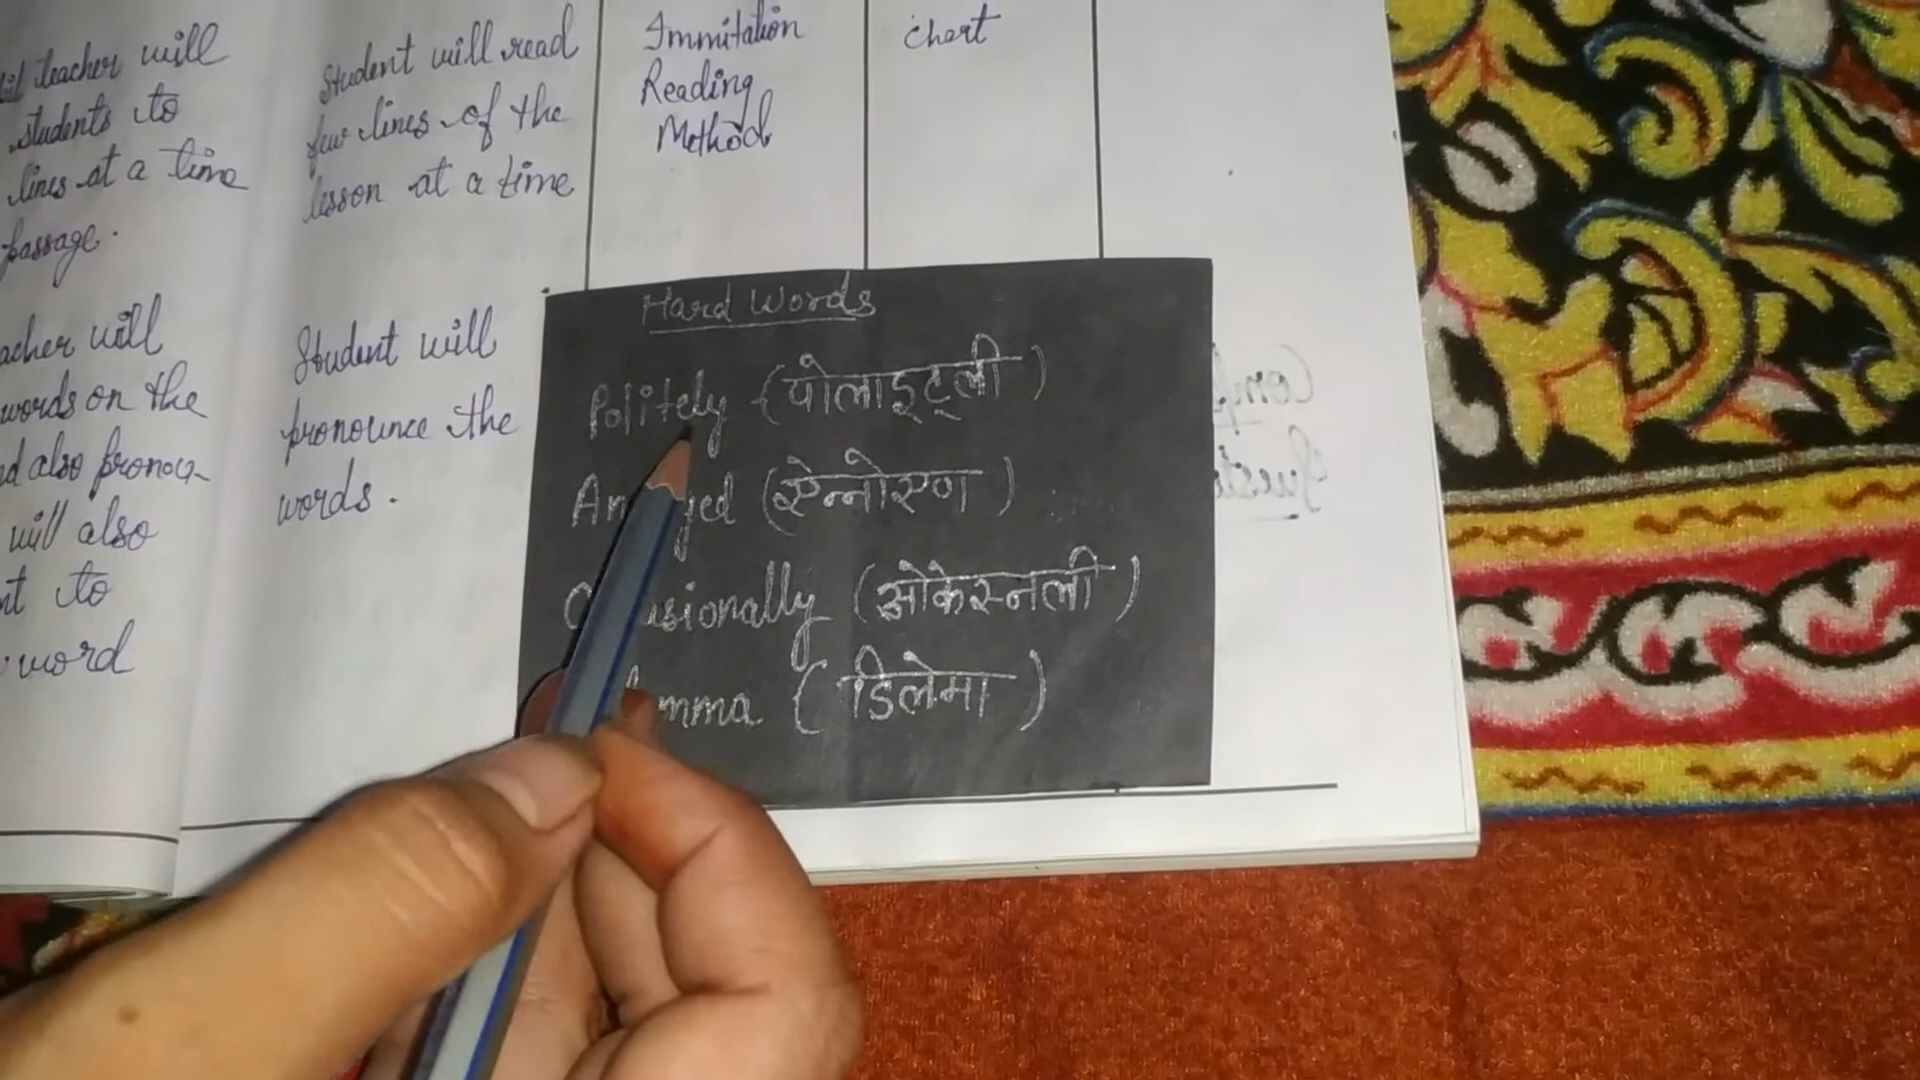 teacher will
students to
lines at a time
passage.
Student will read
few lines of the
lesson at a time
Immitation
Reading
Method
chart
acher will
words on the
d also pronou-
will also
nt to
word
Student will
pronounce the
words.
Hard Words
Politely (पोलाइट्ली)
(ऐन्नोएण)
(ओकेस्नली)
(डिलेमा)